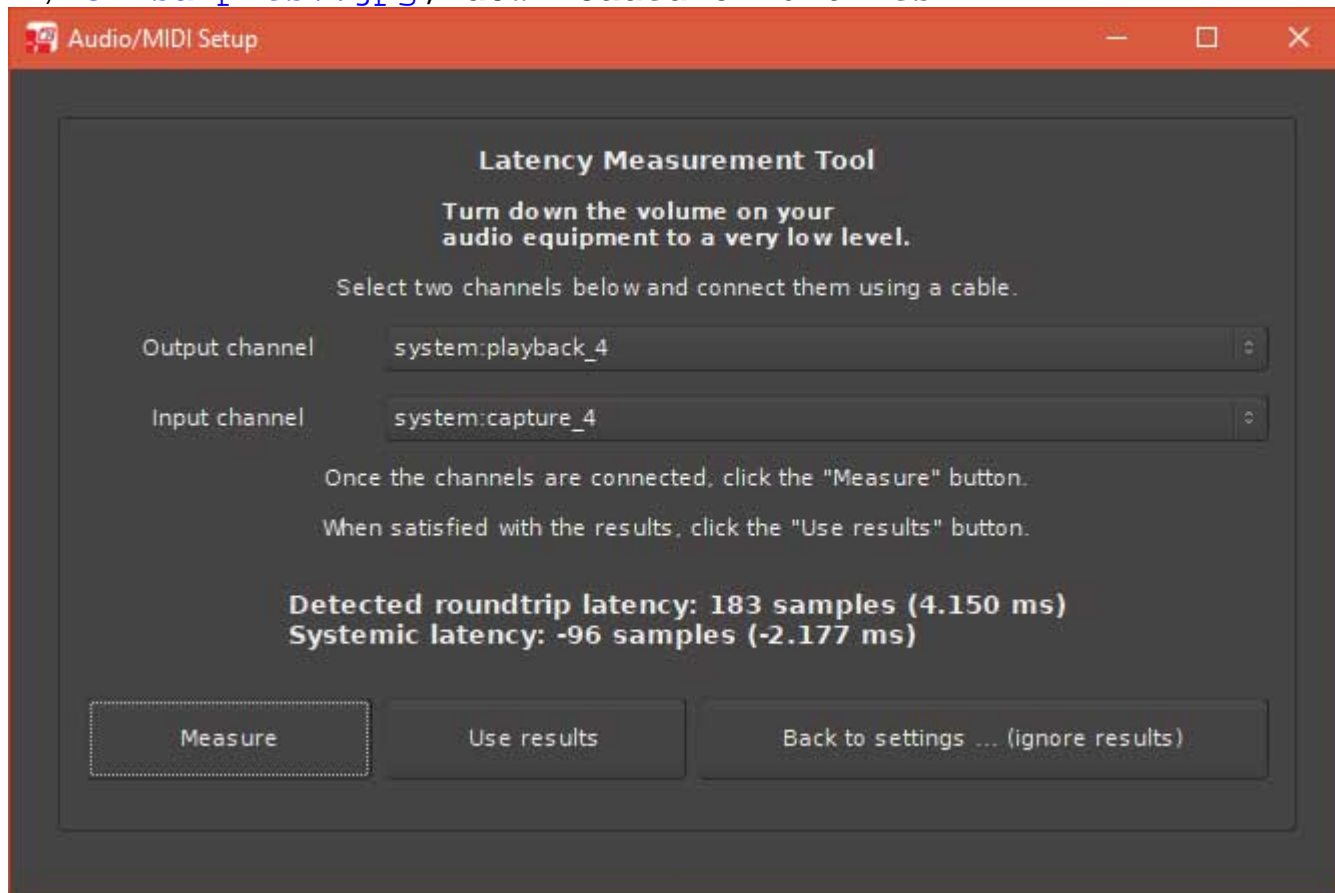 Audio/MIDI Setup
Latency Measurement Tool
Turn down the volume on your
audio equipment to a very low level.
Select two channels below and connect them using a cable.
Output channel system:playback_4
Input channel system:capture_4
Once the channels are connected, click the "Measure" button.
When satisfied with the results, click the "Use results" button.
Detected roundtrip latency: 183 samples (4.150 ms)
Systemic latency: -96 samples (-2.177 ms)
Measure Use results Back to settings ... (ignore results)